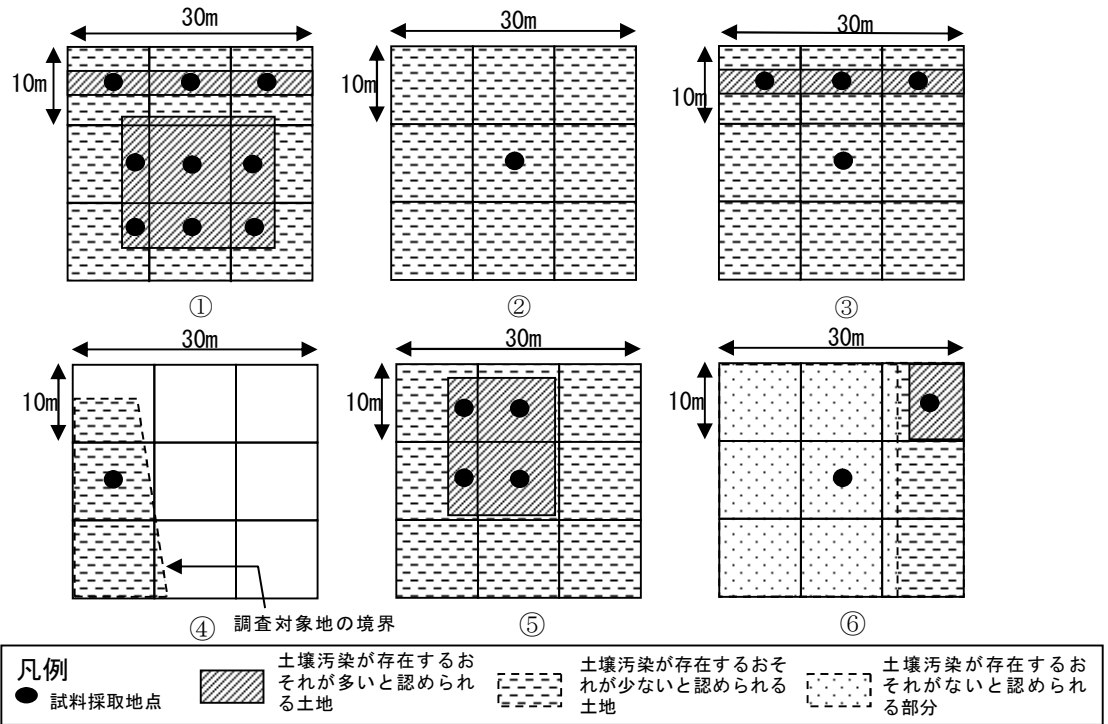 30m
10m
①
30m
10m
②
30m
10m
③
30m
10m
調査対象地の境界
④
30m
10m
⑤
30m
10m
⑥
凡例
試料採取地点
土壌汚染が存在するお
それが多いと認められ
る土地
土壌汚染が存在するおそ
れが少ないと認められる
土地
土壌汚染が存在するお
それがないと認められ
る部分